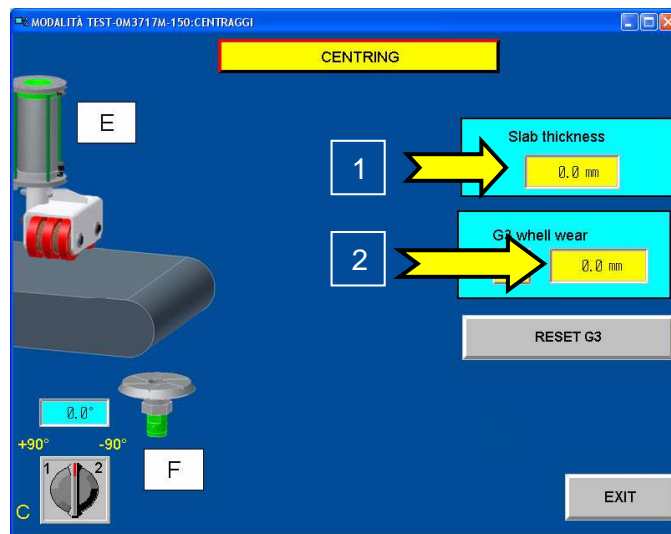 MODALITÀ TEST-0M3717M-150:CENTRAGGI
CENTRING
E
Slab thickness
1
0.0 mm
G3 whell wear
2
0.0 mm
RESET G3
0.0°
+90° -90°
F
1 2
C
EXIT